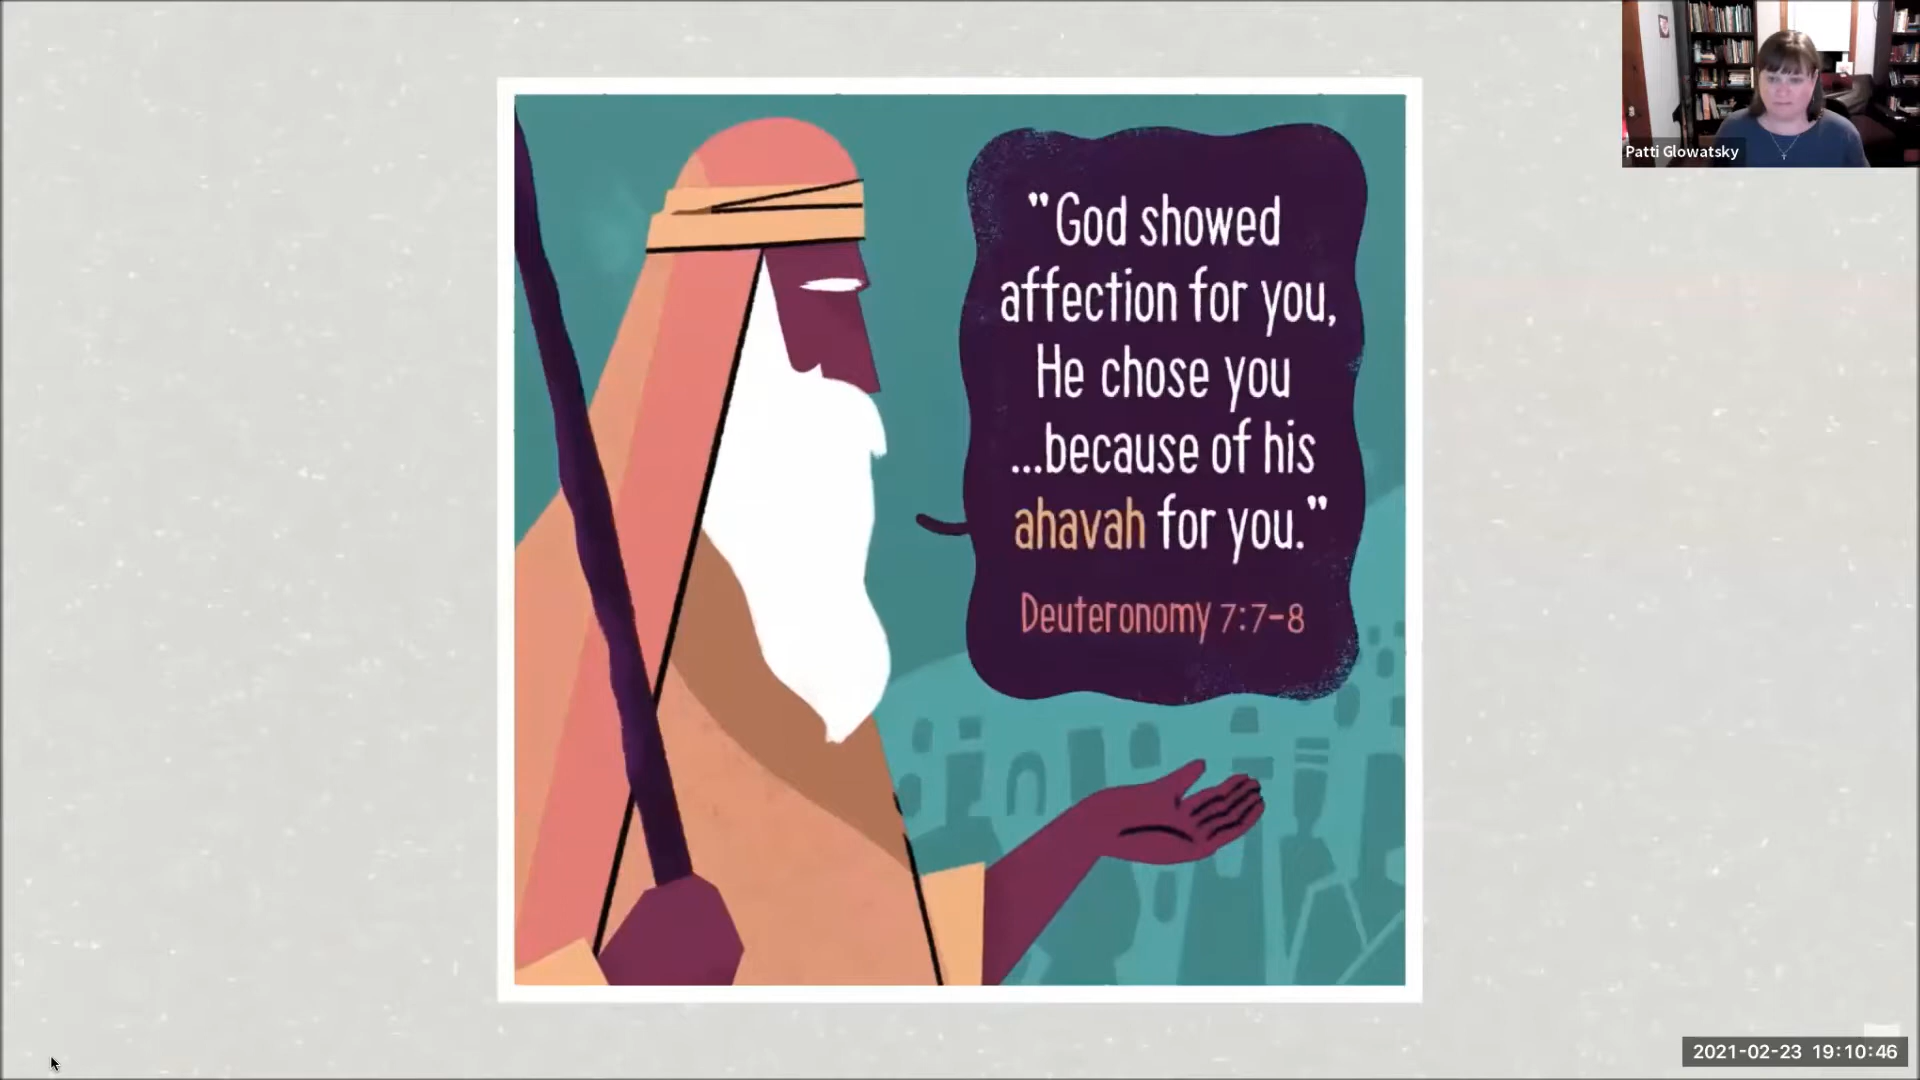 "God showed
affection for you,
He chose you
...because of his
ahavah for you."
Deuteronomy 7:7-8
Patti Glowatsky
2021-02-23 19:10:46